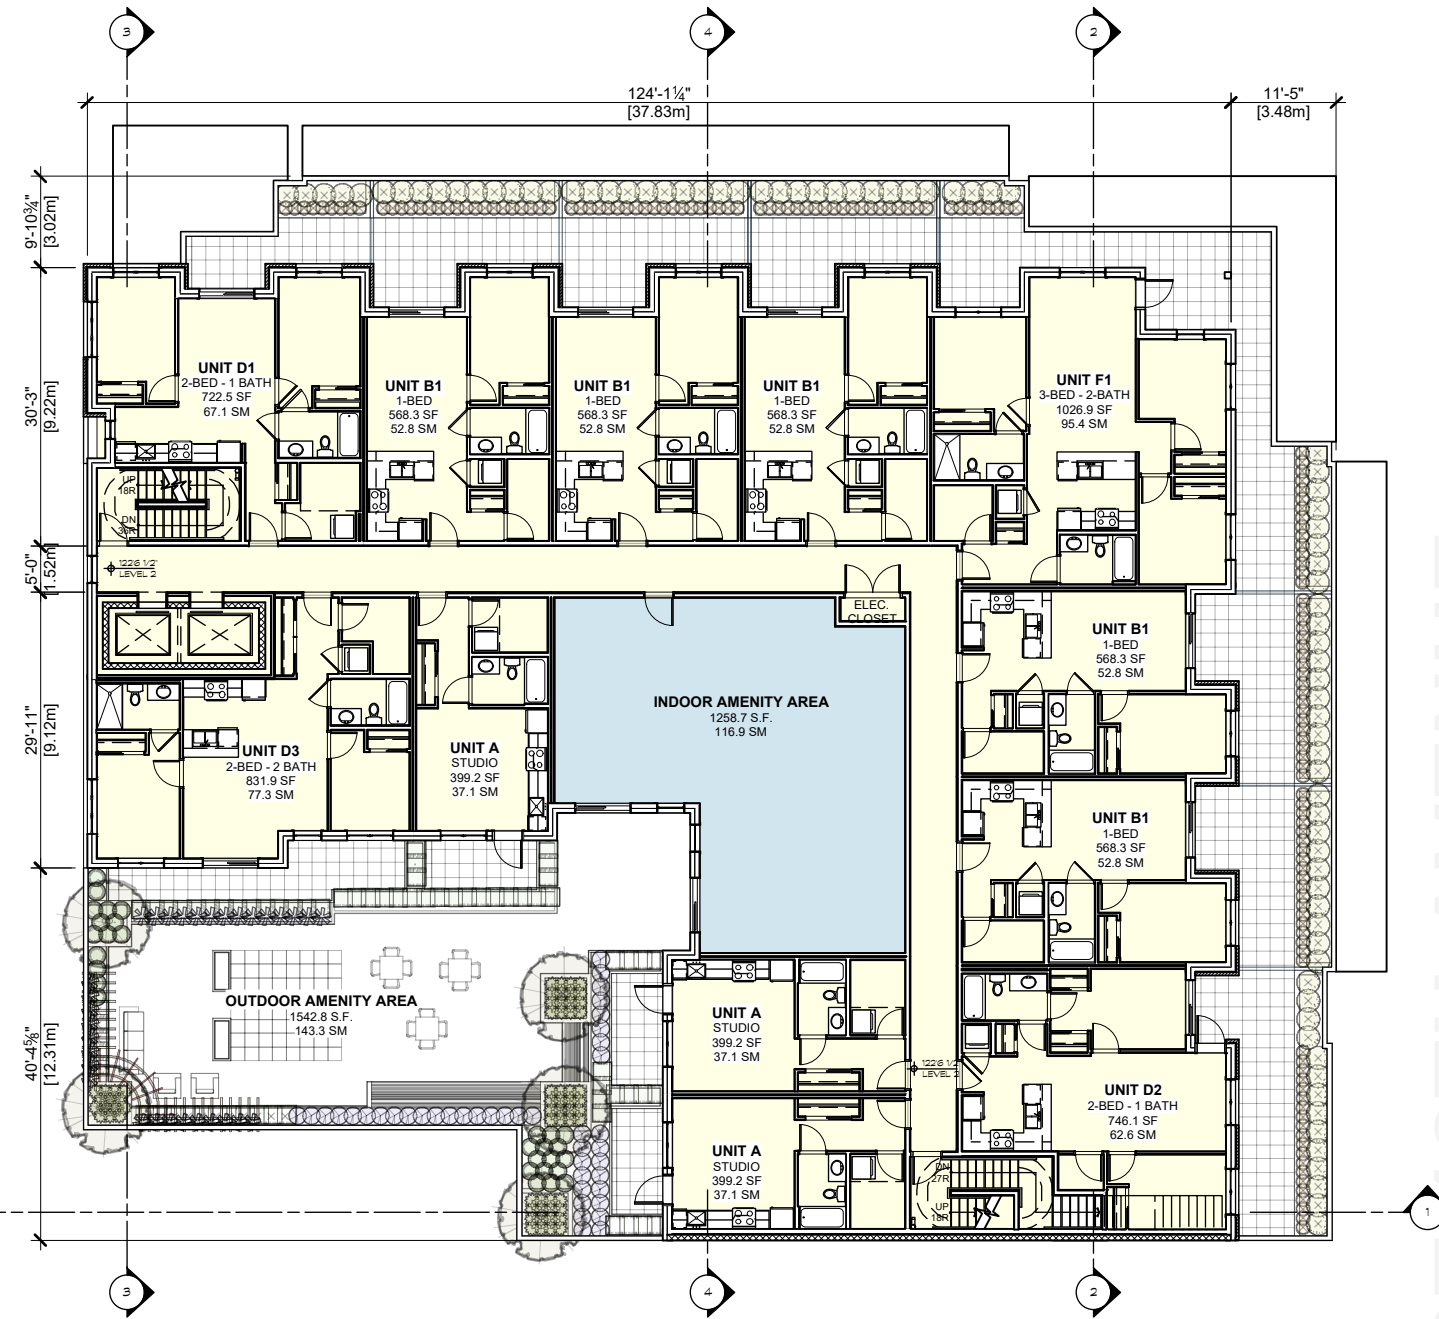 3
4
2
124'-1¼"
[37.83m]
11'-5"
[3.48m]
9'-10¾"
[3.02m]
30'-3"
[9.22m]
5'-0"
[1.52m]
29'-11"
[9.12m]
40'-4⅝"
[12.31m]
UNIT D1
2-BED - 1 BATH
722.5 SF
67.1 SM
UNIT B1
1-BED
568.3 SF
52.8 SM
UNIT B1
1-BED
568.3 SF
52.8 SM
UNIT B1
1-BED
568.3 SF
52.8 SM
UNIT F1
3-BED - 2-BATH
1026.9 SF
95.4 SM
UP
18R
DN
LEVEL 2
ELEC.
CLOSET
UNIT B1
1-BED
568.3 SF
52.8 SM
INDOOR AMENITY AREA
1258.7 S.F.
116.9 SM
UNIT D3
2-BED - 2 BATH
831.9 SF
77.3 SM
UNIT A
STUDIO
399.2 SF
37.1 SM
UNIT B1
1-BED
568.3 SF
52.8 SM
OUTDOOR AMENITY AREA
1542.8 S.F.
143.3 SM
UNIT A
STUDIO
399.2 SF
37.1 SM
LEVEL 2
UNIT D2
2-BED - 1 BATH
746.1 SF
62.6 SM
UNIT A
STUDIO
399.2 SF
37.1 SM
DN
27R
UP
18R
1
3
4
2